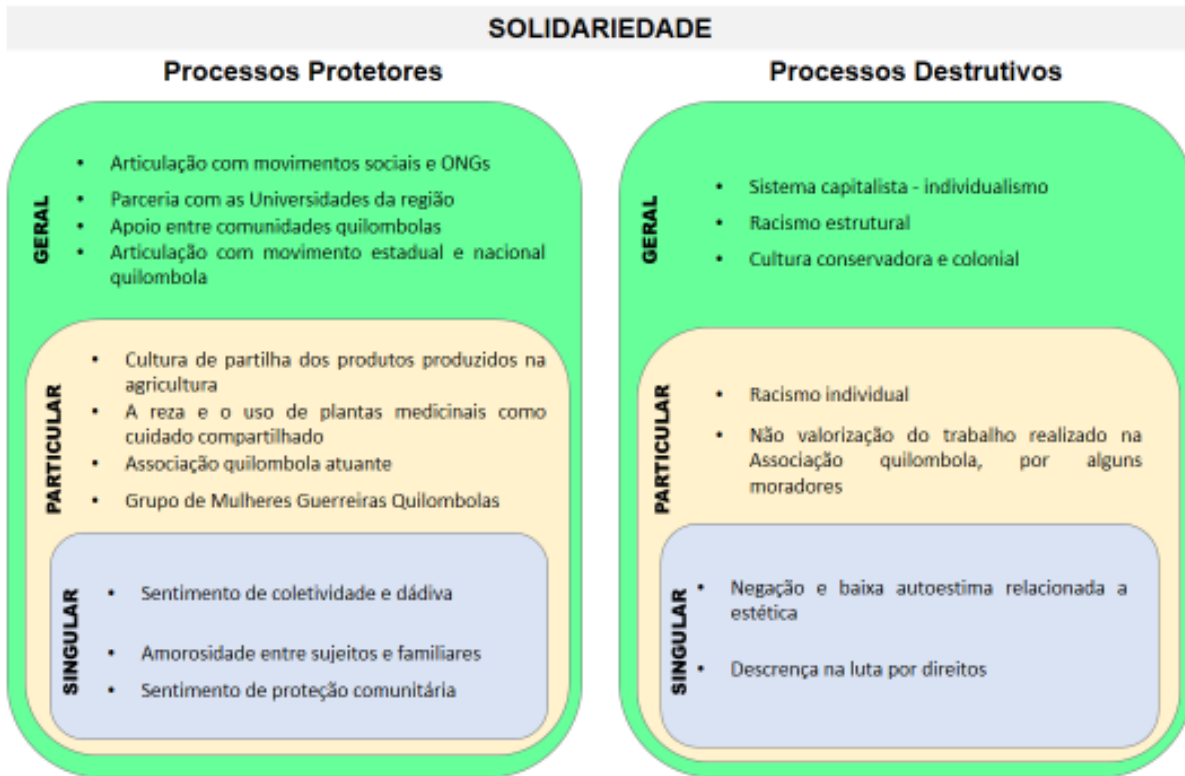 SOLIDARIEDADE
Processos Protetores
GERAL
• Articulação com movimentos sociais e ONGs
• Parceria com as Universidades da região
• Apoio entre comunidades quilombolas
• Articulação com movimento estadual e nacional
quilombola
PARTICULAR
• Cultura de partilha dos produtos produzidos na
agricultura
• A reza e o uso de plantas medicinais como
cuidado compartilhado
• Associação quilombola atuante
• Grupo de Mulheres Guerreiras Quilombolas
SINGULAR
• Sentimento de coletividade e dádiva
• Amorosidade entre sujeitos e familiares
• Sentimento de proteção comunitária
Processos Destrutivos
GERAL
• Sistema capitalista - individualismo
• Racismo estrutural
• Cultura conservadora e colonial
PARTICULAR
• Racismo individual
• Não valorização do trabalho realizado na
Associação quilombola, por alguns
moradores
SINGULAR
• Negação e baixa autoestima relacionada a
estética
• Descrença na luta por direitos